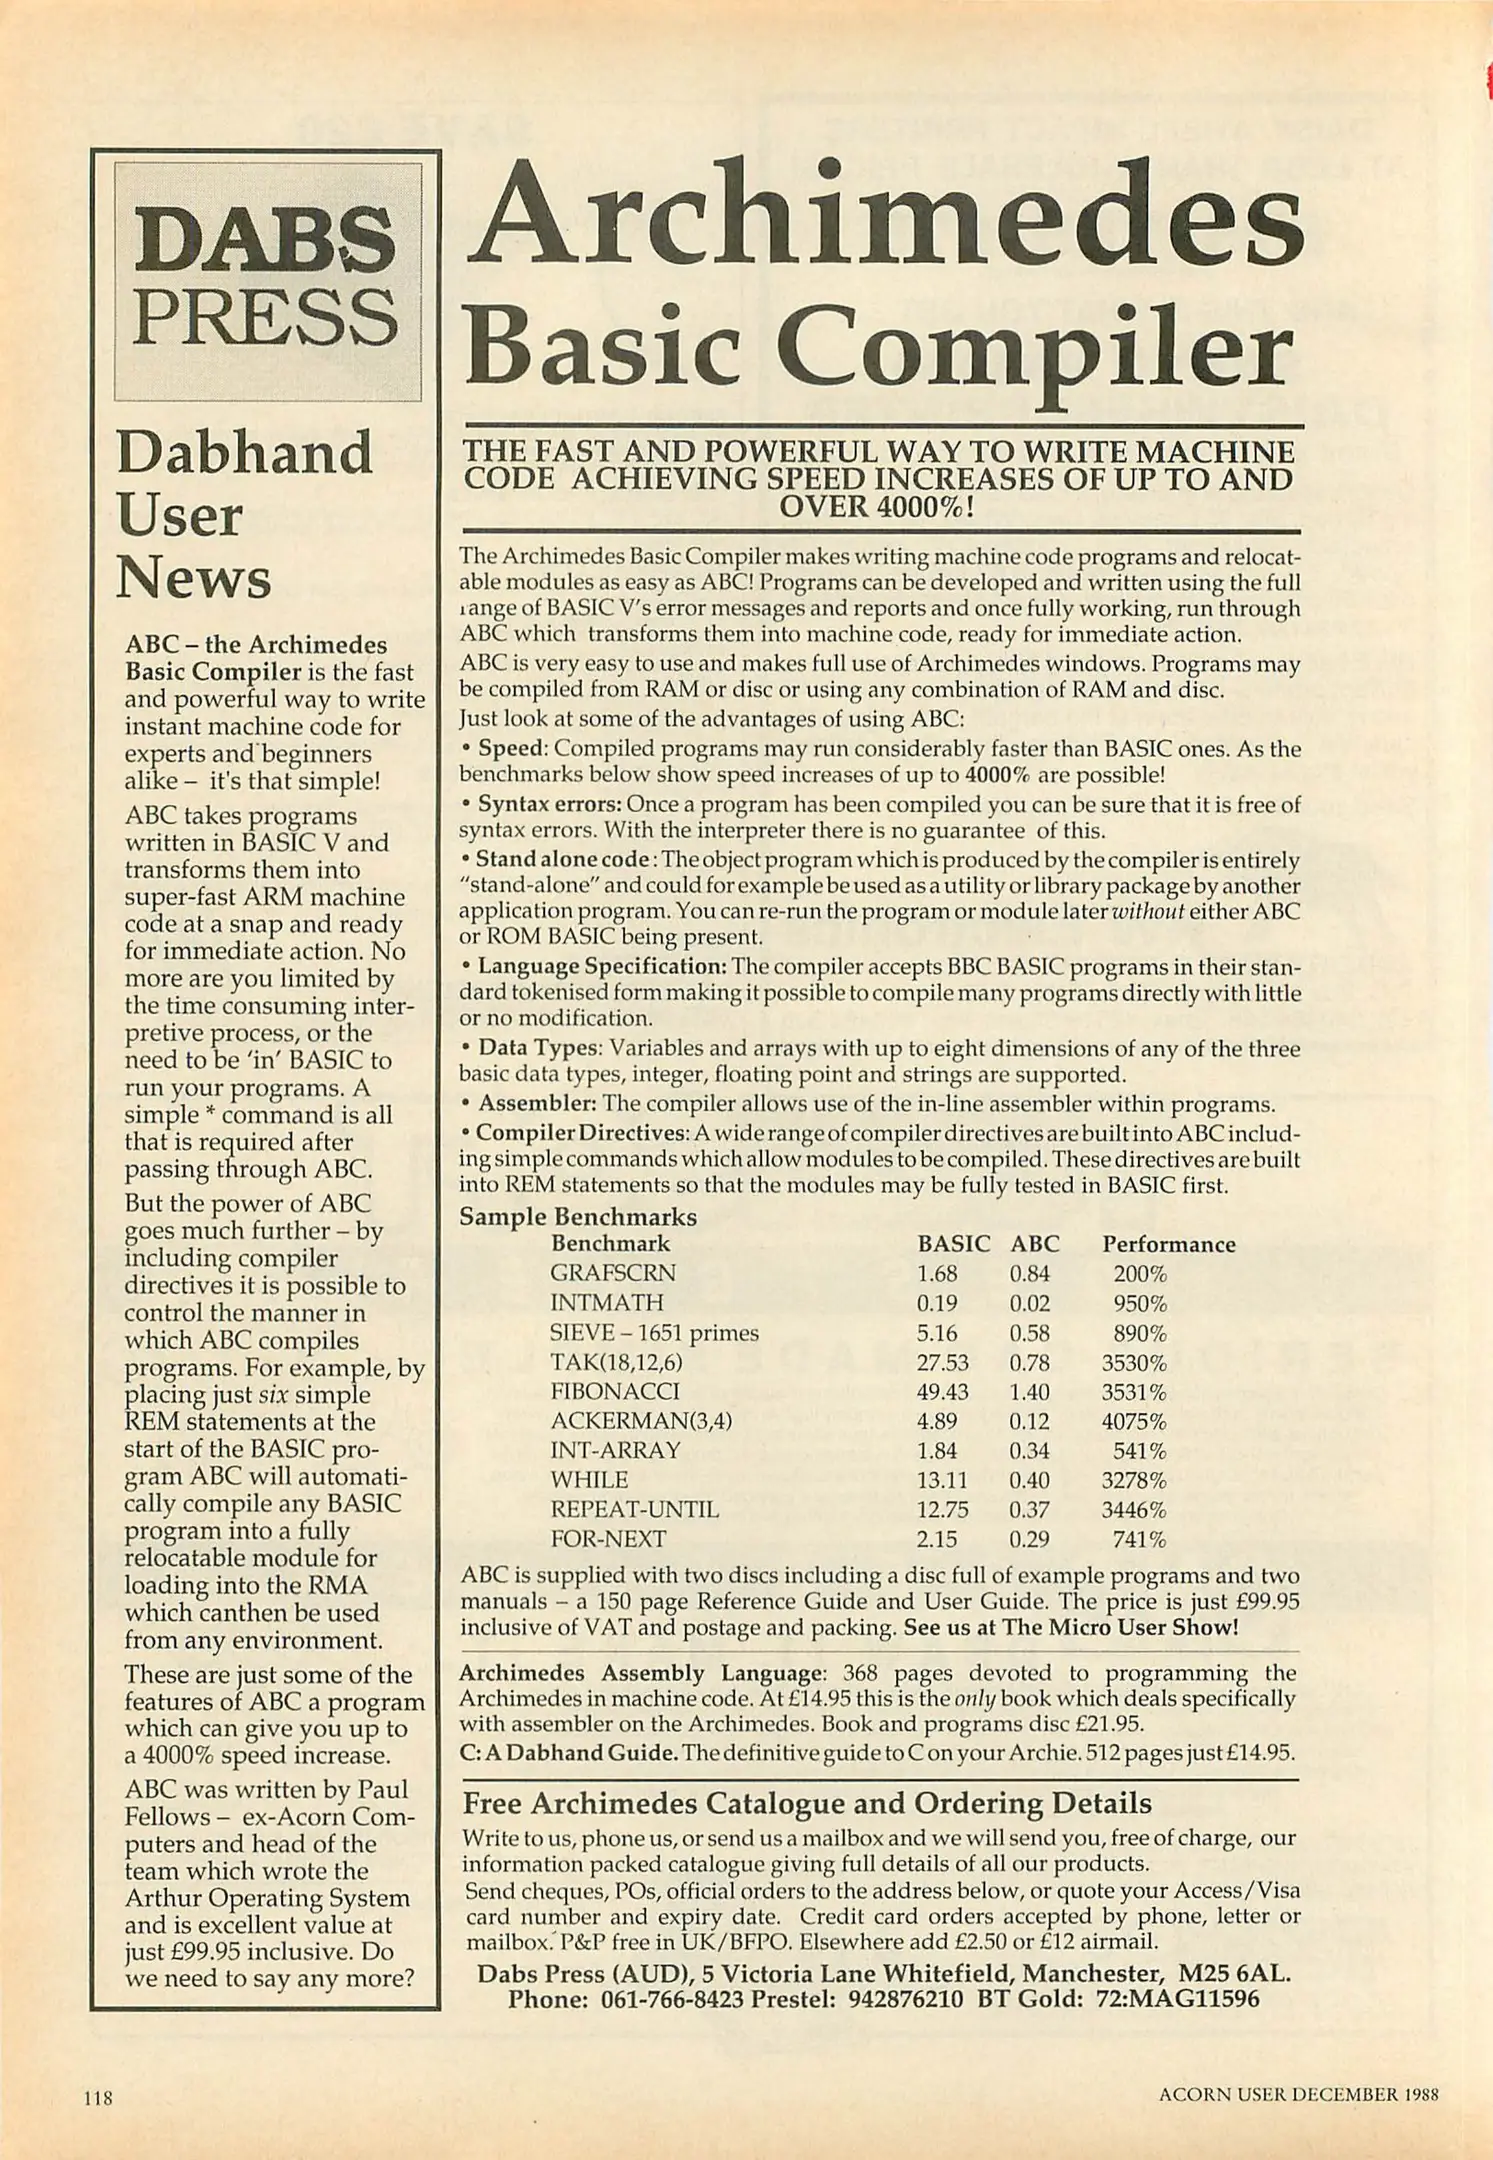 DABS
PRESS
Dabhand
User
News
ABC – the Archimedes
Basic Compiler is the fast
and powerful way to write
instant machine code for
experts and beginners
alike – it's that simple!
ABC takes programs
written in BASIC V and
transforms them into
super-fast ARM machine
code at a snap and ready
for immediate action. No
more are you limited by
the time consuming inter-
pretive process, or the
need to be 'in' BASIC to
run your programs. A
simple * command is all
that is required after
passing through ABC.
But the power of ABC
goes much further – by
including compiler
directives it is possible to
control the manner in
which ABC compiles
programs. For example, by
placing just six simple
REM statements at the
start of the BASIC pro-
gram ABC will automati-
cally compile any BASIC
program into a fully
relocatable module for
loading into the RMA
which canthen be used
from any environment.
These are just some of the
features of ABC a program
which can give you up to
a 4000% speed increase.
ABC was written by Paul
Fellows – ex-Acorn Com-
puters and head of the
team which wrote the
Arthur Operating System
and is excellent value at
just £99.95 inclusive. Do
we need to say any more?
Archimedes
Basic Compiler
THE FAST AND POWERFUL WAY TO WRITE MACHINE
CODE ACHIEVING SPEED INCREASES OF UP TO AND
OVER 4000%!
The Archimedes Basic Compiler makes writing machine code programs and relocat-
able modules as easy as ABC! Programs can be developed and written using the full
range of BASIC V's error messages and reports and once fully working, run through
ABC which transforms them into machine code, ready for immediate action.
ABC is very easy to use and makes full use of Archimedes windows. Programs may
be compiled from RAM or disc or using any combination of RAM and disc.
Just look at some of the advantages of using ABC:
• Speed: Compiled programs may run considerably faster than BASIC ones. As the
benchmarks below show speed increases of up to 4000% are possible!
• Syntax errors: Once a program has been compiled you can be sure that it is free of
syntax errors. With the interpreter there is no guarantee of this.
• Stand alone code: The object program which is produced by the compiler is entirely
"stand-alone" and could for example be used as a utility or library package by another
application program. You can re-run the program or module later without either ABC
or ROM BASIC being present.
• Language Specification: The compiler accepts BBC BASIC programs in their stan-
dard tokenised form making it possible to compile many programs directly with little
or no modification.
• Data Types: Variables and arrays with up to eight dimensions of any of the three
basic data types, integer, floating point and strings are supported.
• Assembler: The compiler allows use of the in-line assembler within programs.
• Compiler Directives: A wide range of compiler directives are built into ABC includ-
ing simple commands which allow modules to be compiled. These directives are built
into REM statements so that the modules may be fully tested in BASIC first.
Sample Benchmarks
Benchmark BASIC ABC Performance
GRAFSCRN 1.68 0.84 200%
INTMATH 0.19 0.02 950%
SIEVE – 1651 primes 5.16 0.58 890%
TAK(18,12,6) 27.53 0.78 3530%
FIBONACCI 49.43 1.40 3531%
ACKERMAN(3,4) 4.89 0.12 4075%
INT-ARRAY 1.84 0.34 541%
WHILE 13.11 0.40 3278%
REPEAT-UNTIL 12.75 0.37 3446%
FOR-NEXT 2.15 0.29 741%
ABC is supplied with two discs including a disc full of example programs and two
manuals – a 150 page Reference Guide and User Guide. The price is just £99.95
inclusive of VAT and postage and packing. See us at The Micro User Show!
Archimedes Assembly Language: 368 pages devoted to programming the
Archimedes in machine code. At £14.95 this is the only book which deals specifically
with assembler on the Archimedes. Book and programs disc £21.95.
C: A Dabhand Guide. The definitive guide to C on your Archie. 512 pages just £14.95.
Free Archimedes Catalogue and Ordering Details
Write to us, phone us, or send us a mailbox and we will send you, free of charge, our
information packed catalogue giving full details of all our products.
Send cheques, POs, official orders to the address below, or quote your Access/Visa
card number and expiry date. Credit card orders accepted by phone, letter or
mailbox. P&P free in UK/BFPO. Elsewhere add £2.50 or £12 airmail.
Dabs Press (AUD), 5 Victoria Lane Whitefield, Manchester, M25 6AL.
Phone: 061-766-8423 Prestel: 942876210 BT Gold: 72:MAG11596
118
ACORN USER DECEMBER 1988